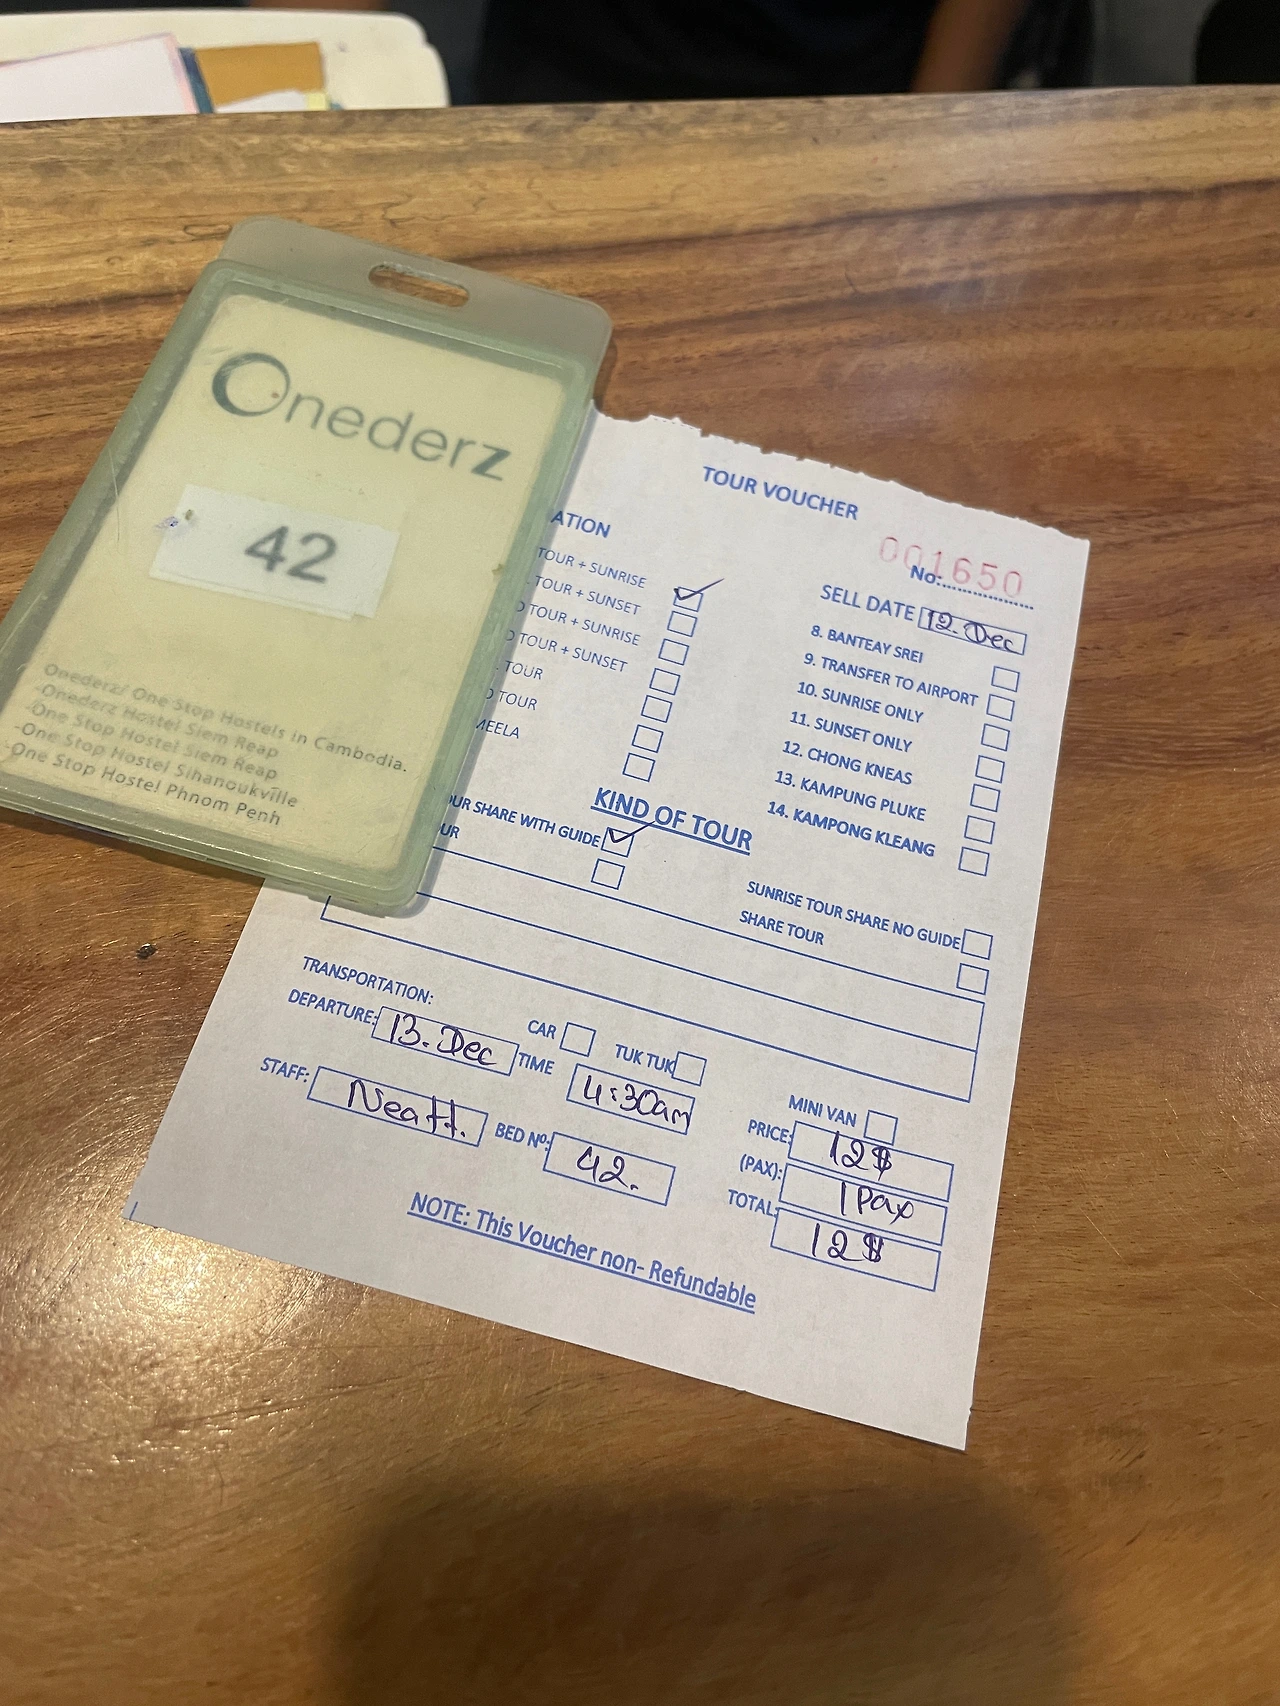 Onederz
42
Onederz/ One Stop Hostels in Cambodia.
-Onederz Hostel Siem Reap
-One Stop Hostel Siem Reap
-One Stop Hostel Sihanoukville
-One Stop Hostel Phnom Penh
TOUR VOUCHER
ATION
001650
No:
SELL DATE 12. Dec
TOUR + SUNRISE
TOUR + SUNSET
TOUR + SUNRISE
TOUR + SUNSET
TOUR
TOUR
MEELA
8. BANTEAY SREI
9. TRANSFER TO AIRPORT
10. SUNRISE ONLY
11. SUNSET ONLY
12. CHONG KNEAS
13. KAMPUNG PLUKE
14. KAMPONG KLEANG
KIND OF TOUR
UR SHARE WITH GUIDE
UR
SUNRISE TOUR SHARE NO GUIDE
SHARE TOUR
TRANSPORTATION:
CAR
TUK TUK
MINI VAN
DEPARTURE: 13. Dec TIME 4:30am
PRICE: 12$
STAFF: BED Nº: 42.
(PAX): 1 Pax
TOTAL: 12$
NOTE: This Voucher non- Refundable